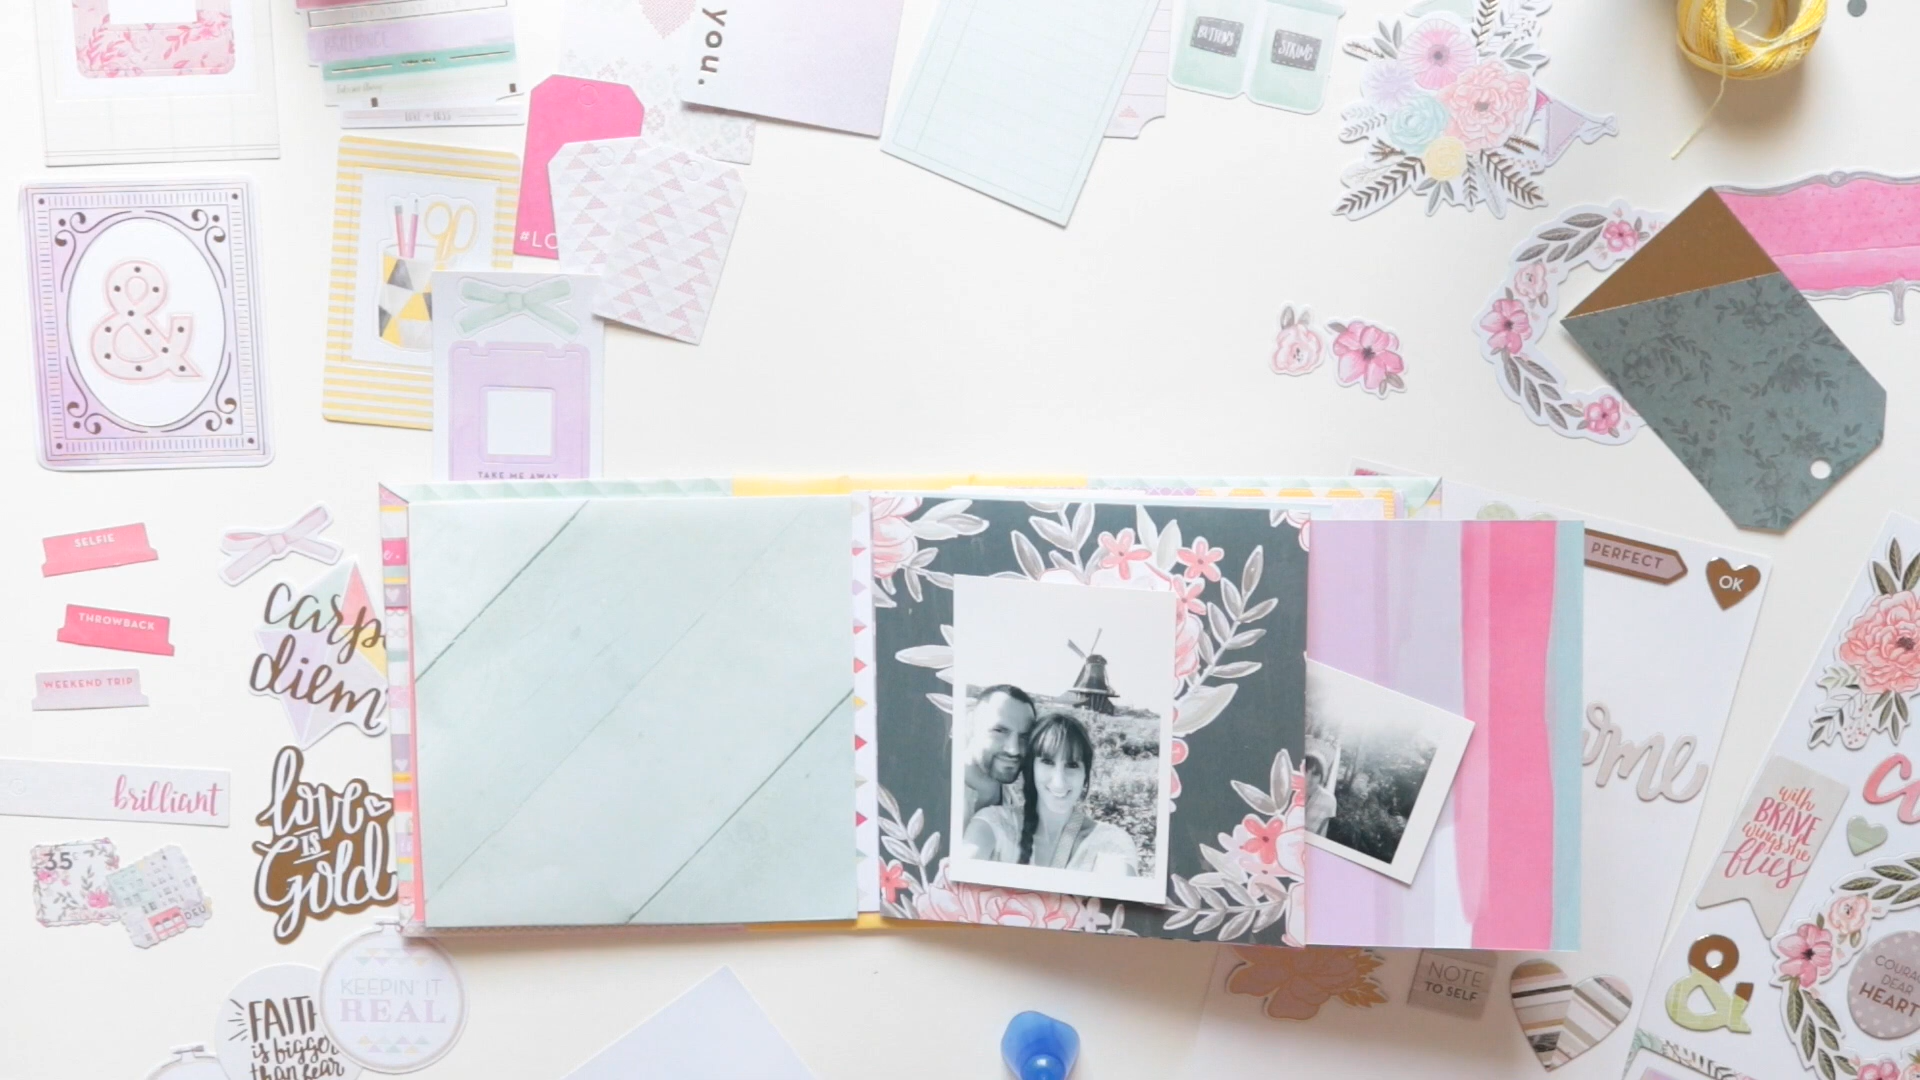 you.
BUTTONS
STRING
#LO
&
TAKE ME AWAY
PERFECT
OK
SELFIE
THROWBACK
WEEKEND TRIP
carpe
diem
brilliant
love
IS
Gold
35
with
BRAVE
wings she
flies
ome
KEEPIN' IT
REAL
FAITH
is bigger
than fear
NOTE
TO SELF
&
COURA
DEAR
HEART